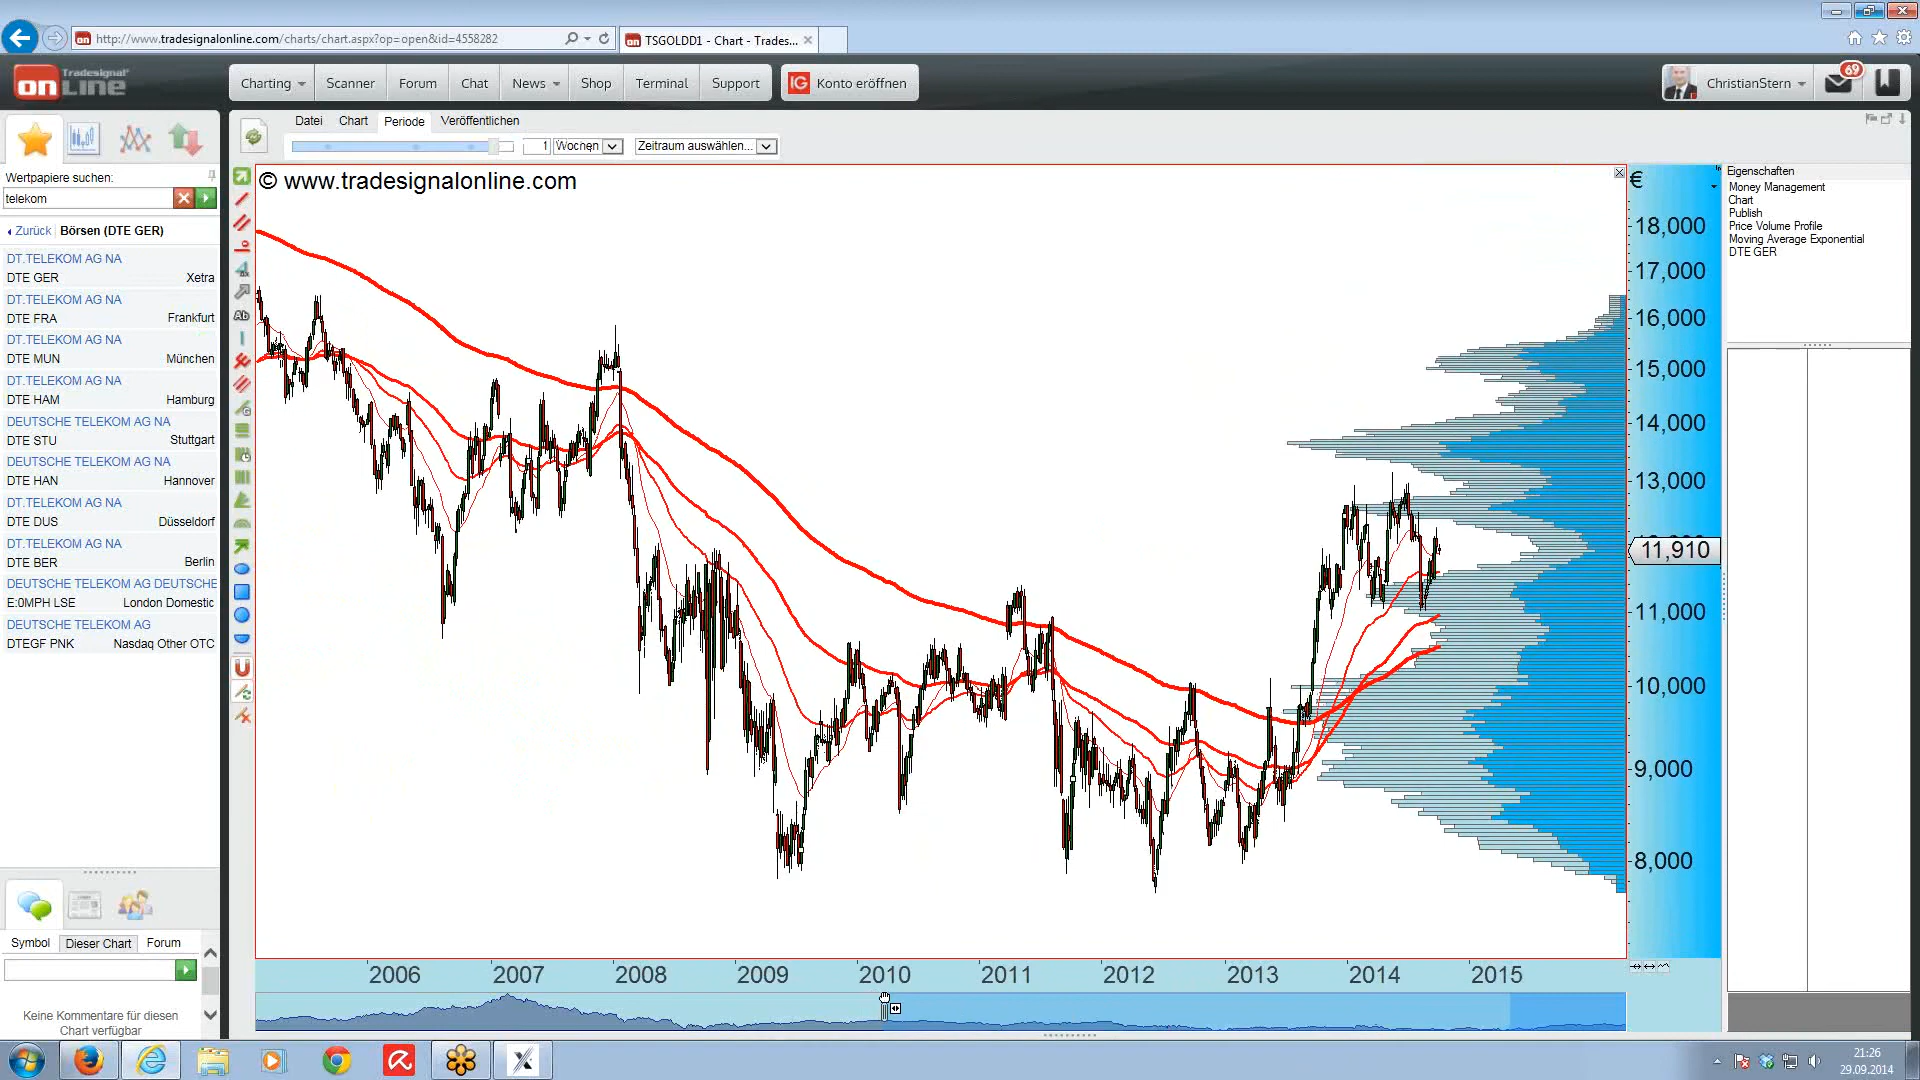 http://www.tradesignalonline.com/charts/chart.aspx?op=open&id=4558282
TSGOLDD1 - Chart - Trades...
on Tradesignal® Line
Charting
Scanner
Forum
Chat
News
Shop
Terminal
Support
IG Konto eröffnen
ChristianStern
69
Datei
Chart
Periode
Veröffentlichen
1
Wochen
Zeitraum auswählen...
Wertpapiere suchen:
telekom
Zurück
Börsen (DTE GER)
DT.TELEKOM AG NA
DTE GER Xetra
DT.TELEKOM AG NA
DTE FRA Frankfurt
DT.TELEKOM AG NA
DTE MUN München
DT.TELEKOM AG NA
DTE HAM Hamburg
DEUTSCHE TELEKOM AG NA
DTE STU Stuttgart
DEUTSCHE TELEKOM AG NA
DTE HAN Hannover
DT.TELEKOM AG NA
DTE DUS Düsseldorf
DT.TELEKOM AG NA
DTE BER Berlin
DEUTSCHE TELEKOM AG DEUTSCHE
E:0MPH LSE London Domestic
DEUTSCHE TELEKOM AG
DTEGF PNK Nasdaq Other OTC
Symbol
Dieser Chart
Forum
Keine Kommentare für diesen
Chart verfügbar
Ab
© www.tradesignalonline.com
€
18,000
17,000
16,000
15,000
14,000
13,000
11,910
11,000
10,000
9,000
8,000
2006
2007
2008
2009
2010
2011
2012
2013
2014
2015
Eigenschaften
Money Management
Chart
Publish
Price Volume Profile
Moving Average Exponential
DTE GER
21:26
29.09.2014